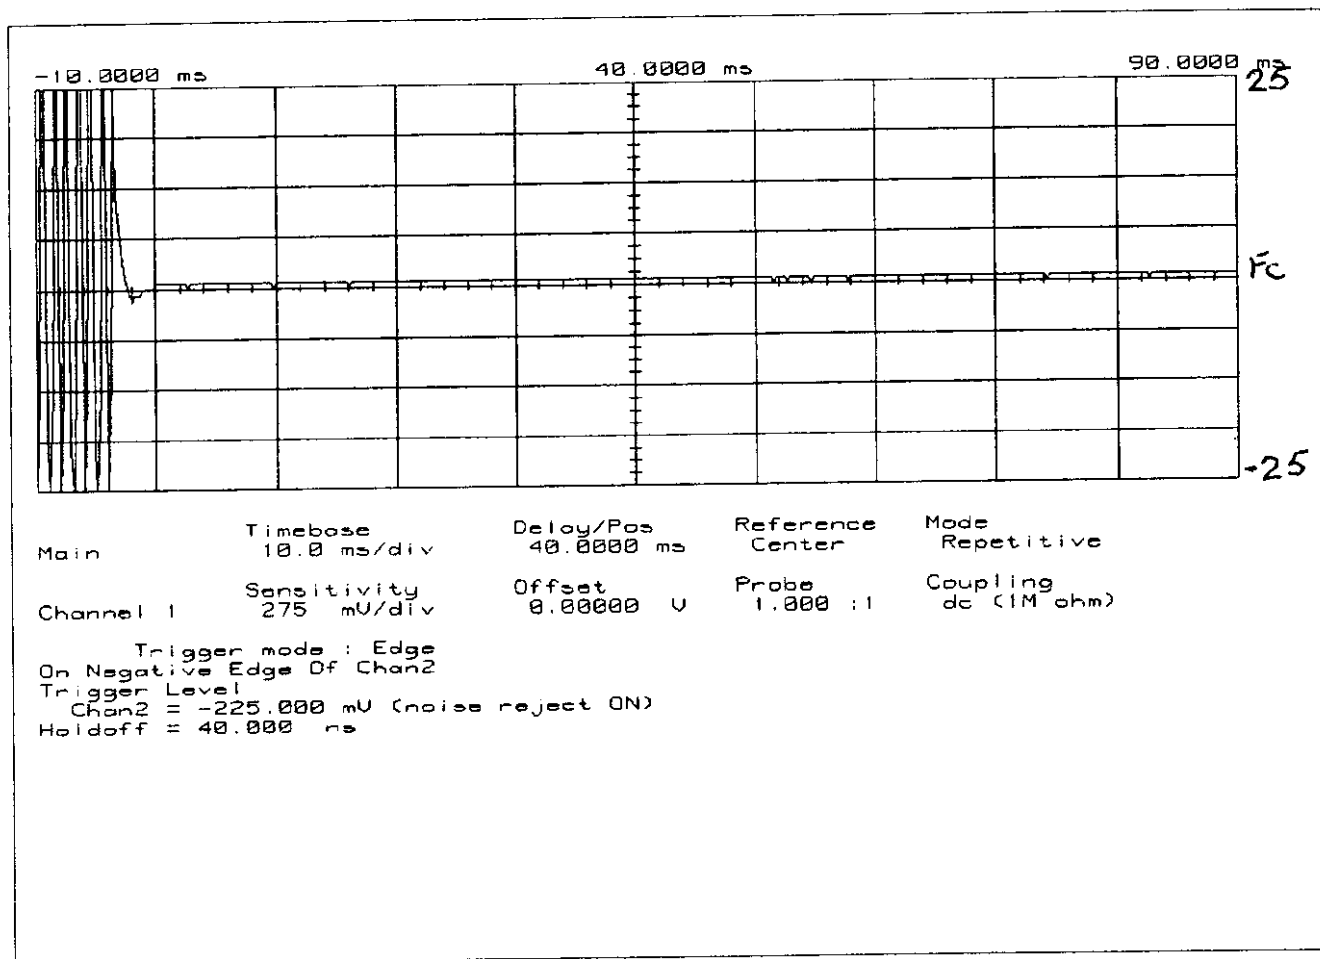 -10.0000 ms 40.0000 ms 90.0000 ms
25
Fc
-25
Timebase Delay/Pos Reference Mode
Main 10.0 ms/div 40.0000 ms Center Repetitive
Sensitivity Offset Probe Coupling
Channel 1 275 mV/div 0.00000 V 1.000 :1 dc (1M ohm)
Trigger mode : Edge
On Negative Edge Of Chan2
Trigger Level
Chan2 = -225.000 mV (noise reject ON)
Holdoff = 40.000 ns